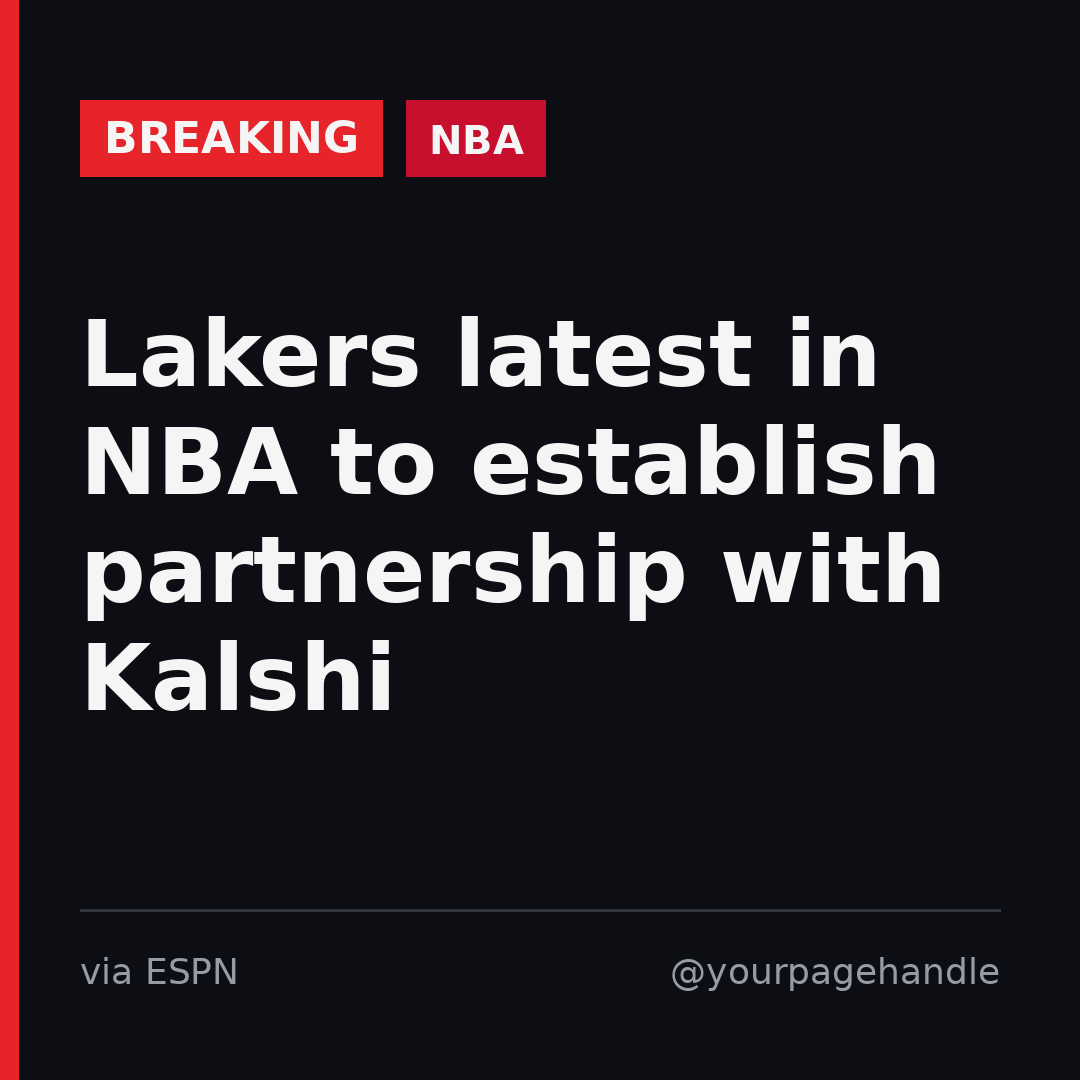 BREAKING NBA
Lakers latest in
NBA to establish
partnership with
Kalshi
via ESPN @yourpagehandle